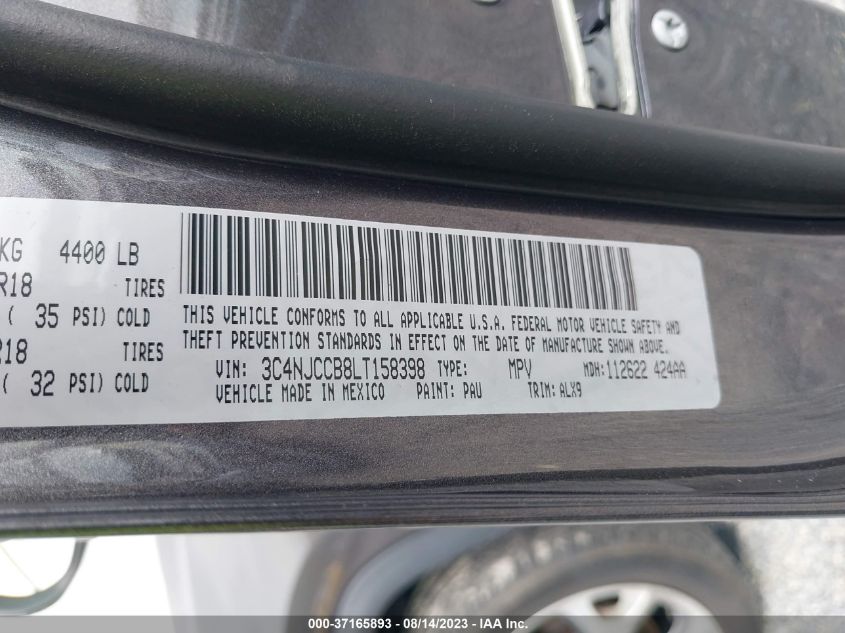 KG 4400 LB
R18 TIRES
( 35 PSI) COLD
R18 TIRES
( 32 PSI) COLD
THIS VEHICLE CONFORMS TO ALL APPLICABLE U.S.A. FEDERAL MOTOR VEHICLE SAFETY AND
THEFT PREVENTION STANDARDS IN EFFECT ON THE DATE OF MANUFACTURE SHOWN ABOVE.
VIN: 3C4NJCCB8LT158398 TYPE: MPV MDH: 112622 424AA
VEHICLE MADE IN MEXICO PAINT: PAU TRIM: ALX9
000-37165893 - 08/14/2023 - © IAA Inc.